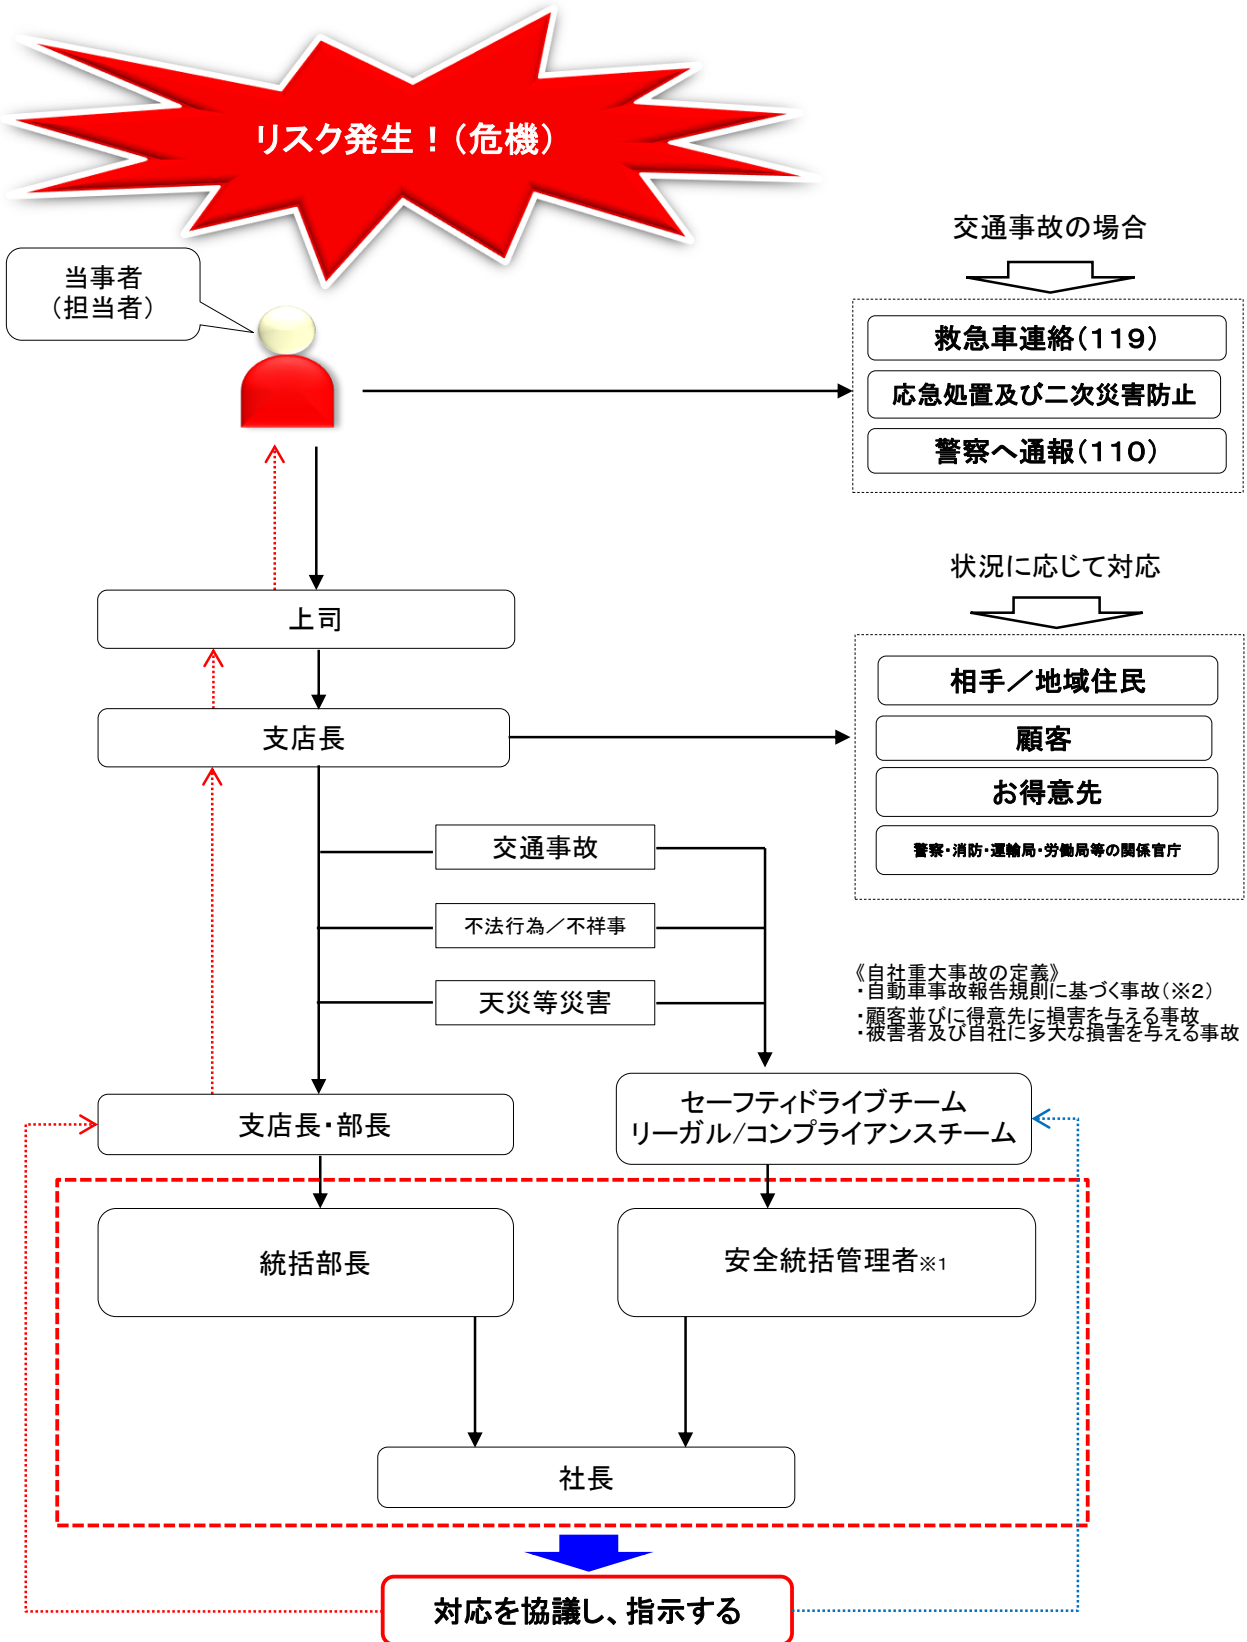 リスク発生！（危機）
交通事故の場合
当事者
（担当者）
救急車連絡（１１９）
応急処置及び二次災害防止
警察へ通報（１１０）
状況に応じて対応
上司
相手／地域住民
支店長
顧客
お得意先
交通事故
警察・消防・運輸局・労働局等の関係官庁
不法行為／不祥事
天災等災害
《自社重大事故の定義》
・自動車事故報告規則に基づく事故（※２）
・顧客並びに得意先に損害を与える事故
・被害者及び自社に多大な損害を与える事故
支店長・部長
セーフティドライブチーム
リーガル/コンプライアンスチーム
統括部長
安全統括管理者※1
社長
対応を協議し、指示する